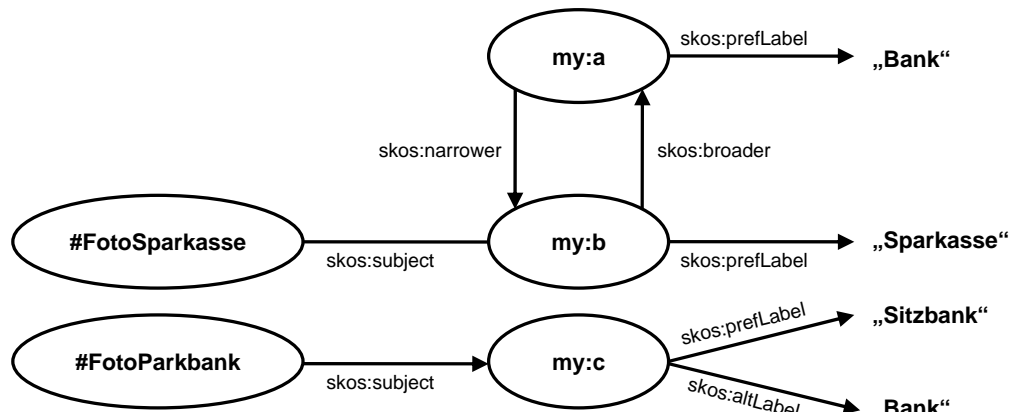 skos:prefLabel
my:a
„Bank“
skos:narrower
skos:broader
#FotoSparkasse
my:b
„Sparkasse“
skos:subject
skos:prefLabel
skos:prefLabel
„Sitzbank“
#FotoParkbank
my:c
skos:subject
skos:altLabel
Bank“